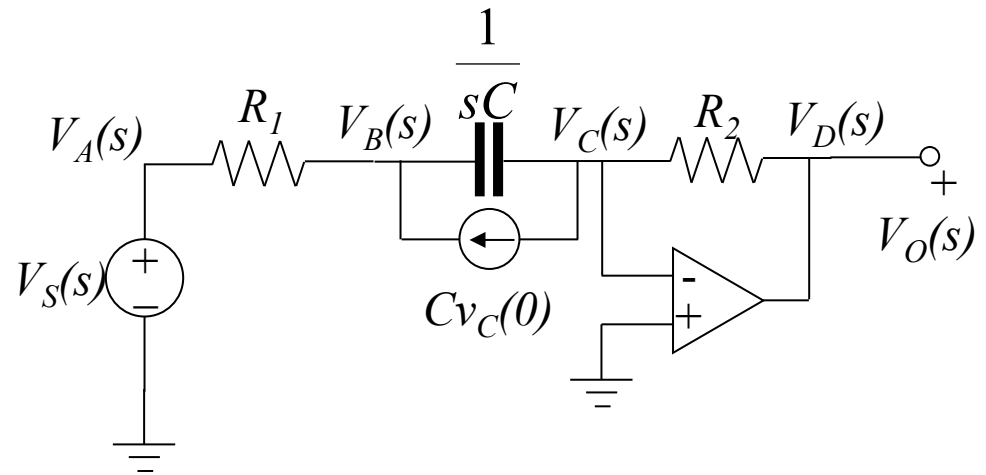 1
sC
V_A(s)
R_1
V_B(s)
V_C(s)
R_2
V_D(s)
+
V_O(s)
V_S(s)
+
−
Cv_C(0)
-
+